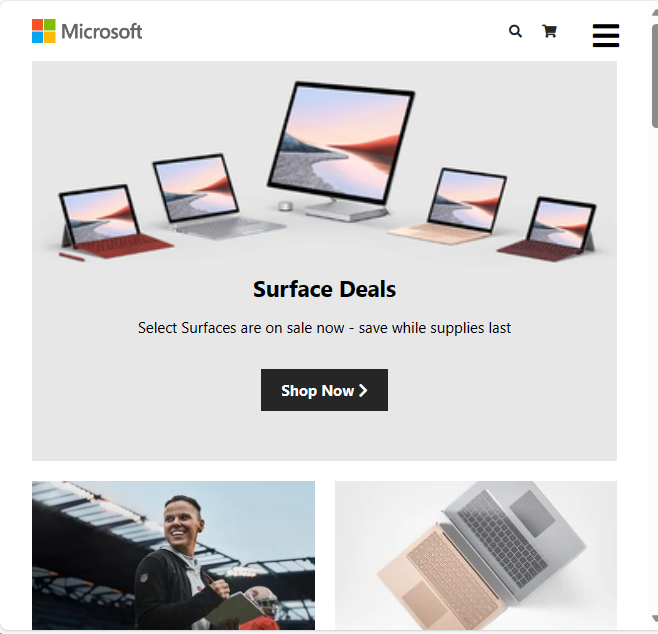 Microsoft
Surface Deals
Select Surfaces are on sale now - save while supplies last
Shop Now